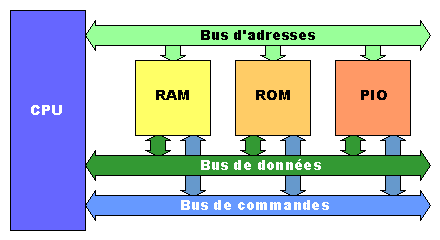 Bus d'adresses
CPU
RAM
ROM
PIO
Bus de données
Bus de commandes